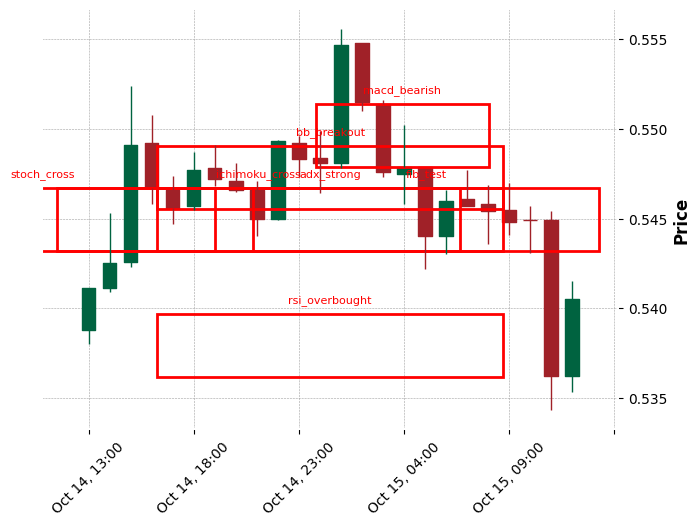 0.555
macd_bearish
0.550
bb_breakout
stoch_cross
ichimoku_cross
adx_strong
fib_test
0.545
Price
rsi_overbought
0.540
0.535
Oct 14, 13:00
Oct 14, 18:00
Oct 14, 23:00
Oct 15, 04:00
Oct 15, 09:00